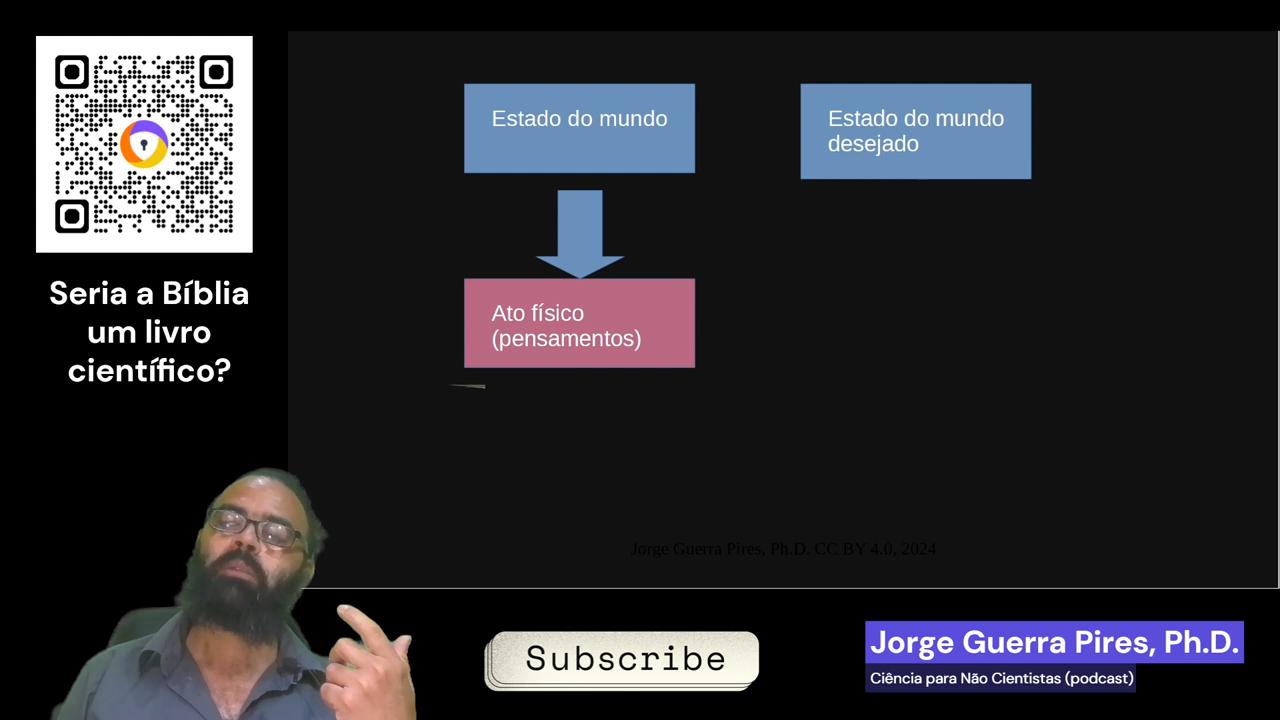 Seria a Bíblia
um livro
científico?
Estado do mundo
Estado do mundo
desejado
Ato físico
(pensamentos)
Jorge Guerra Pires, Ph.D. CC BY 4.0, 2024
Subscribe
Jorge Guerra Pires, Ph.D.
Ciência para Não Cientistas (podcast)